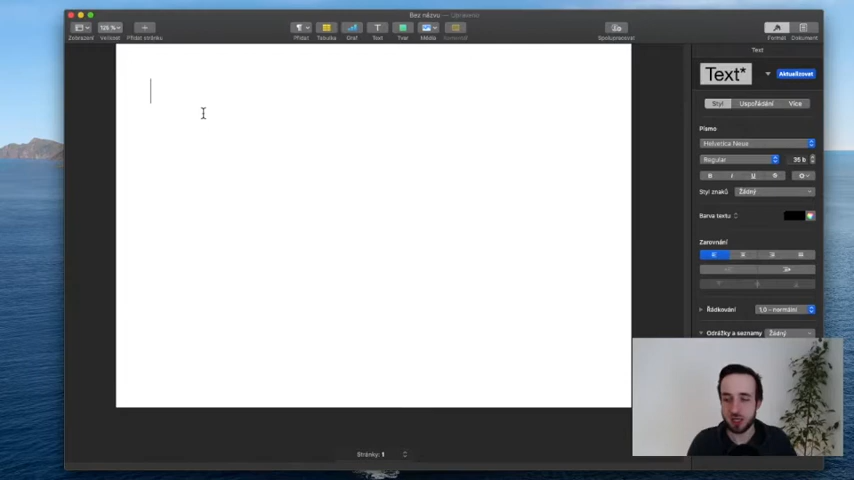 Bez názvu — Upraveno
Zobrazení
125 %
Velikost
Přidat stránku
Přidat
Tabulka
Graf
Text
Tvar
Média
Komentář
Spolupracovat
Formát
Dokument
Text
Text*
Aktualizovat
Styl
Uspořádání
Více
Písmo
Helvetica Neue
Regular
36 b
B I U S
Styl znaků
Žádný
Barva textu
Zarovnání
Řádkování
1,0 – normální
Odrážky a seznamy
Žádný
Stránky: 1